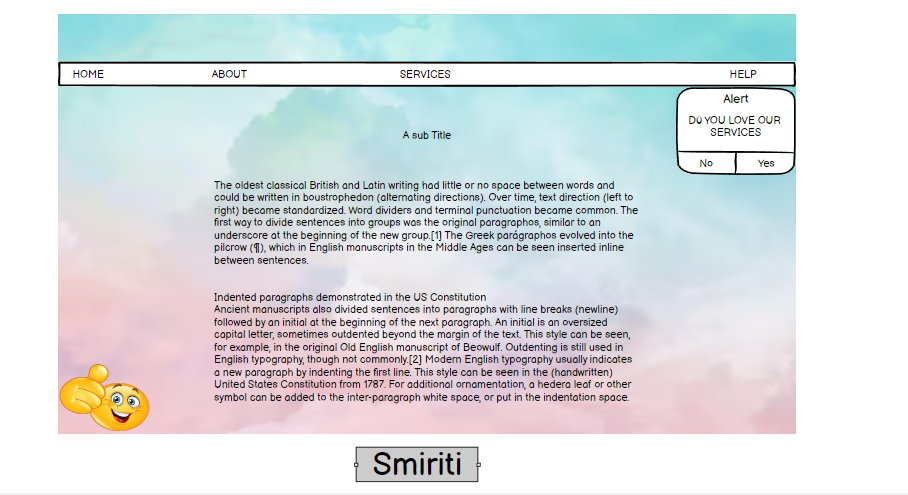 HOME ABOUT SERVICES HELP
Alert
Do YOU LOVE OUR
SERVICES
No Yes
A sub Title
The oldest classical British and Latin writing had little or no space between words and
could be written in boustrophedon (alternating directions). Over time, text direction (left to
right) became standardized. Word dividers and terminal punctuation became common. The
first way to divide sentences into groups was the original paragraphos, similar to an
underscore at the beginning of the new group.[1] The Greek parágraphos evolved into the
pilcrow (¶), which in English manuscripts in the Middle Ages can be seen inserted inline
between sentences.
Indented paragraphs demonstrated in the US Constitution
Ancient manuscripts also divided sentences into paragraphs with line breaks (newline)
followed by an initial at the beginning of the next paragraph. An initial is an oversized
capital letter, sometimes outdented beyond the margin of the text. This style can be seen,
for example, in the original Old English manuscript of Beowulf. Outdenting is still used in
English typography, though not commonly.[2] Modern English typography usually indicates
a new paragraph by indenting the first line. This style can be seen in the (handwritten)
United States Constitution from 1787. For additional ornamentation, a hedera leaf or other
symbol can be added to the inter-paragraph white space, or put in the indentation space.
Smiriti